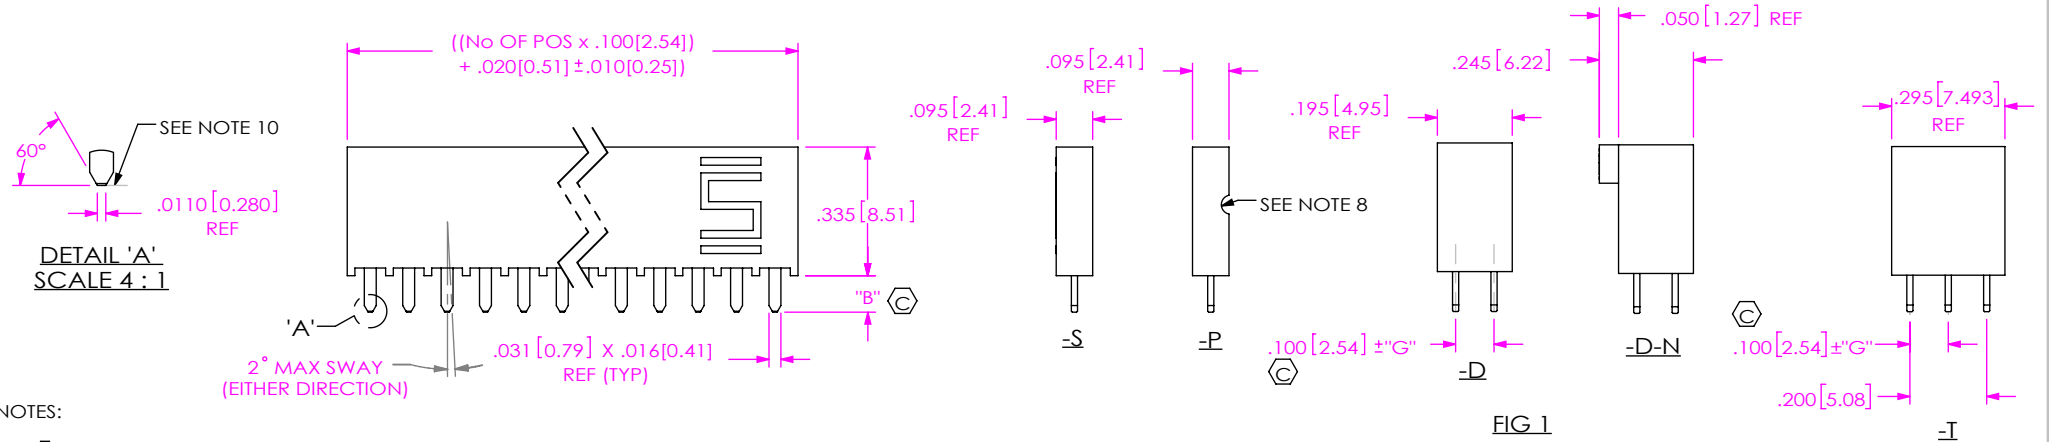 ((No OF POS x .100[2.54])
+ .020[0.51] ±.010[0.25])
60°
SEE NOTE 10
.0110[0.280]
REF
DETAIL 'A'
SCALE 4 : 1
.335[8.51]
"B" C
'A'
2° MAX SWAY
(EITHER DIRECTION)
.031 [0.79] X .016[0.41]
REF (TYP)
.095[2.41]
REF
-S
.095[2.41]
REF
SEE NOTE 8
-P
.195[4.95]
REF
.100[2.54] ±"G"
C
-D
.050[1.27] REF
.245[6.22]
-D-N
.295[7.493]
REF
C
.100[2.54]±"G"
.200[5.08]
-T
FIG 1
NOTES: